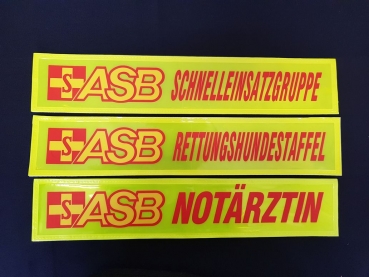 S ASB SCHNELLEINSATZGRUPPE
S ASB RETTUNGSHUNDESTAFFEL
S ASB NOTÄRZTIN